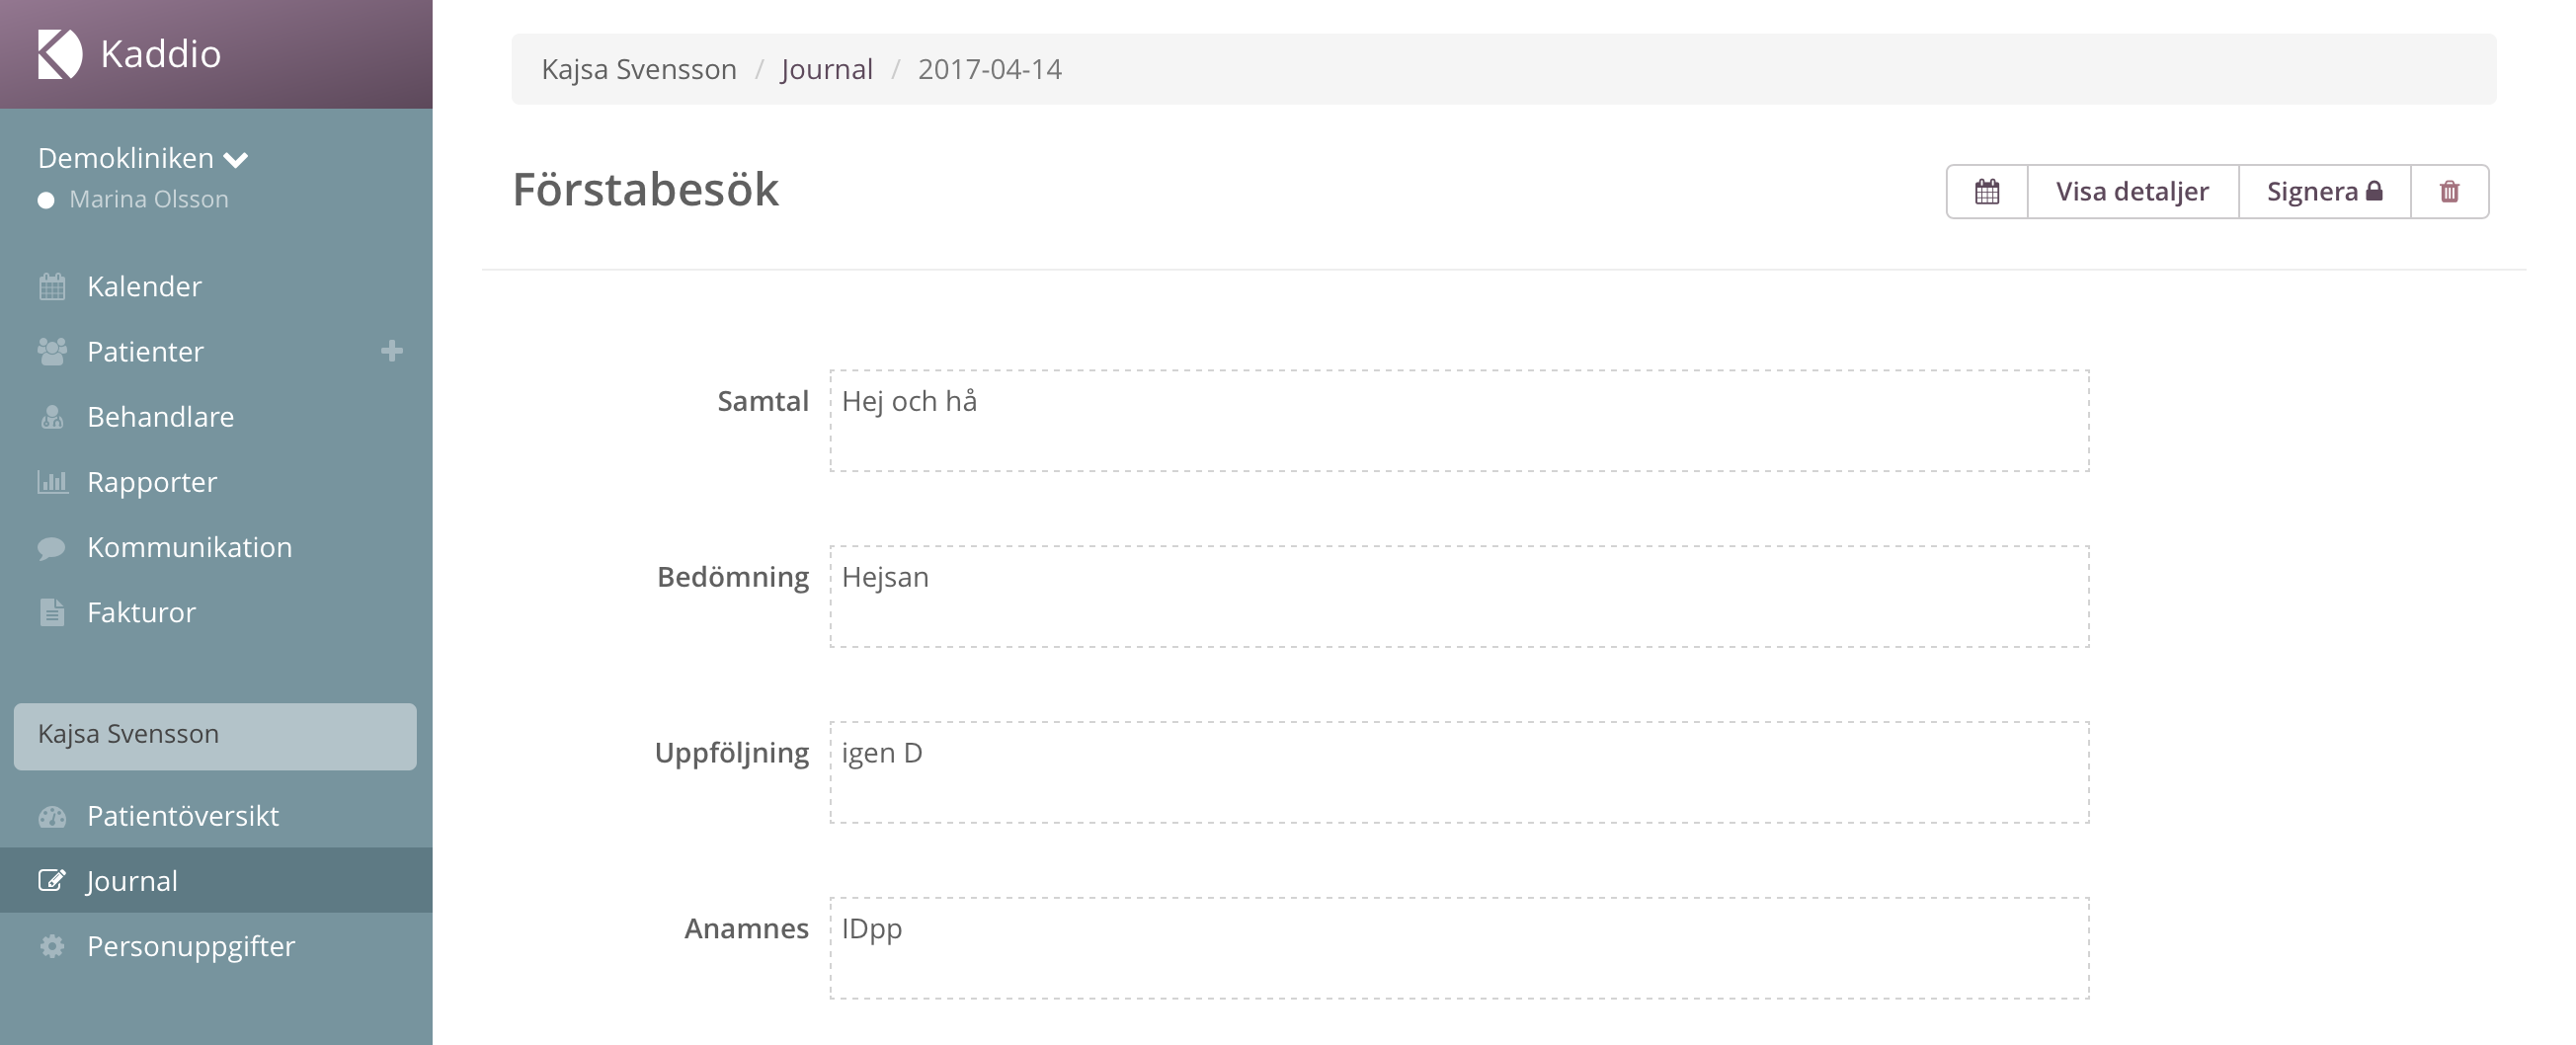 Kaddio
Demokliniken
Marina Olsson
Kalender
Patienter
Behandlare
Rapporter
Kommunikation
Fakturor
Kajsa Svensson
Patientöversikt
Journal
Personuppgifter
Kajsa Svensson / Journal / 2017-04-14
Förstabesök
Visa detaljer Signera
Samtal Hej och hå
Bedömning Hejsan
Uppföljning igen D
Anamnes IDpp